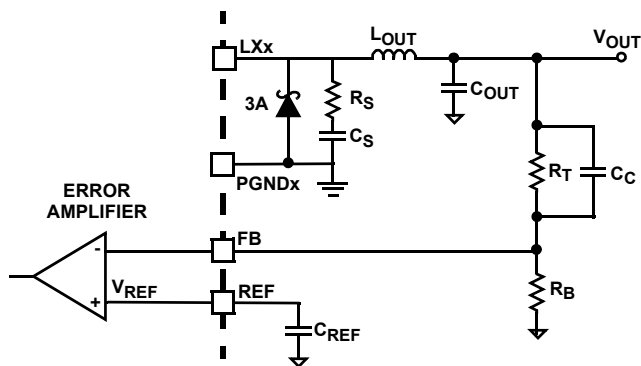 LXx
LOUT
VOUT
3A
RS
CS
COUT
PGNDx
RT
CC
ERROR
AMPLIFIER
FB
-
VREF
REF
+
RB
CREF